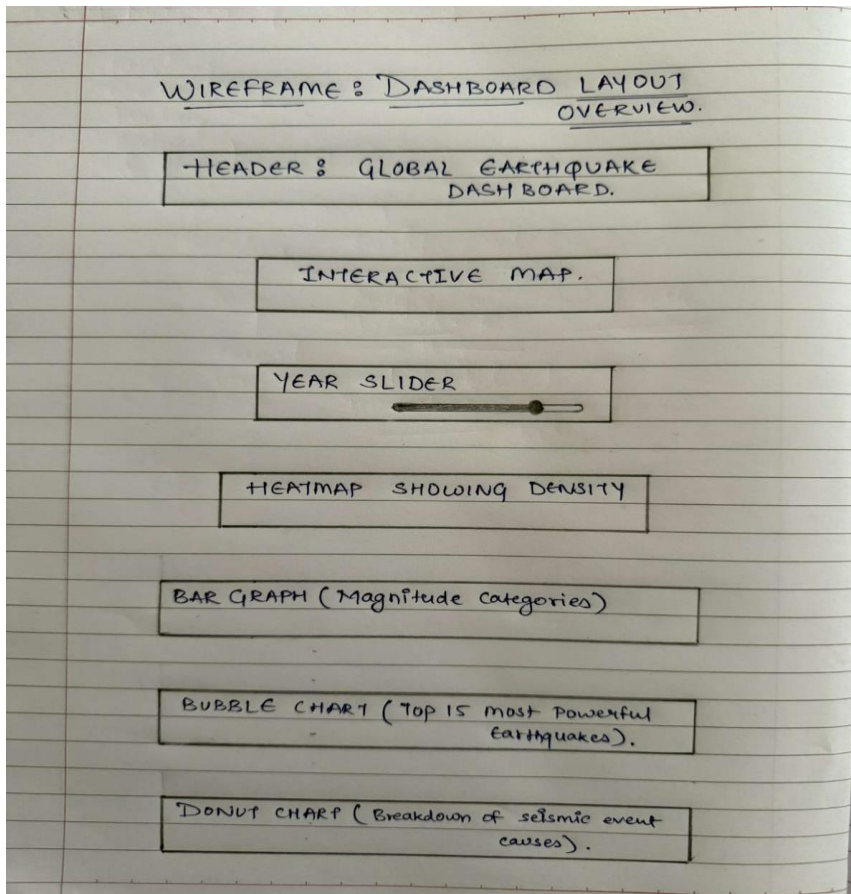 WIREFRAME : DASHBOARD LAYOUT
OVERVIEW.
HEADER : GLOBAL EARTHQUAKE
DASHBOARD.
INTERACTIVE MAP.
YEAR SLIDER
HEATMAP SHOWING DENSITY
BAR GRAPH (Magnitude Categories)
BUBBLE CHART (Top 15 most Powerful
Earthquakes).
DONUT CHART (Breakdown of seismic event
causes).